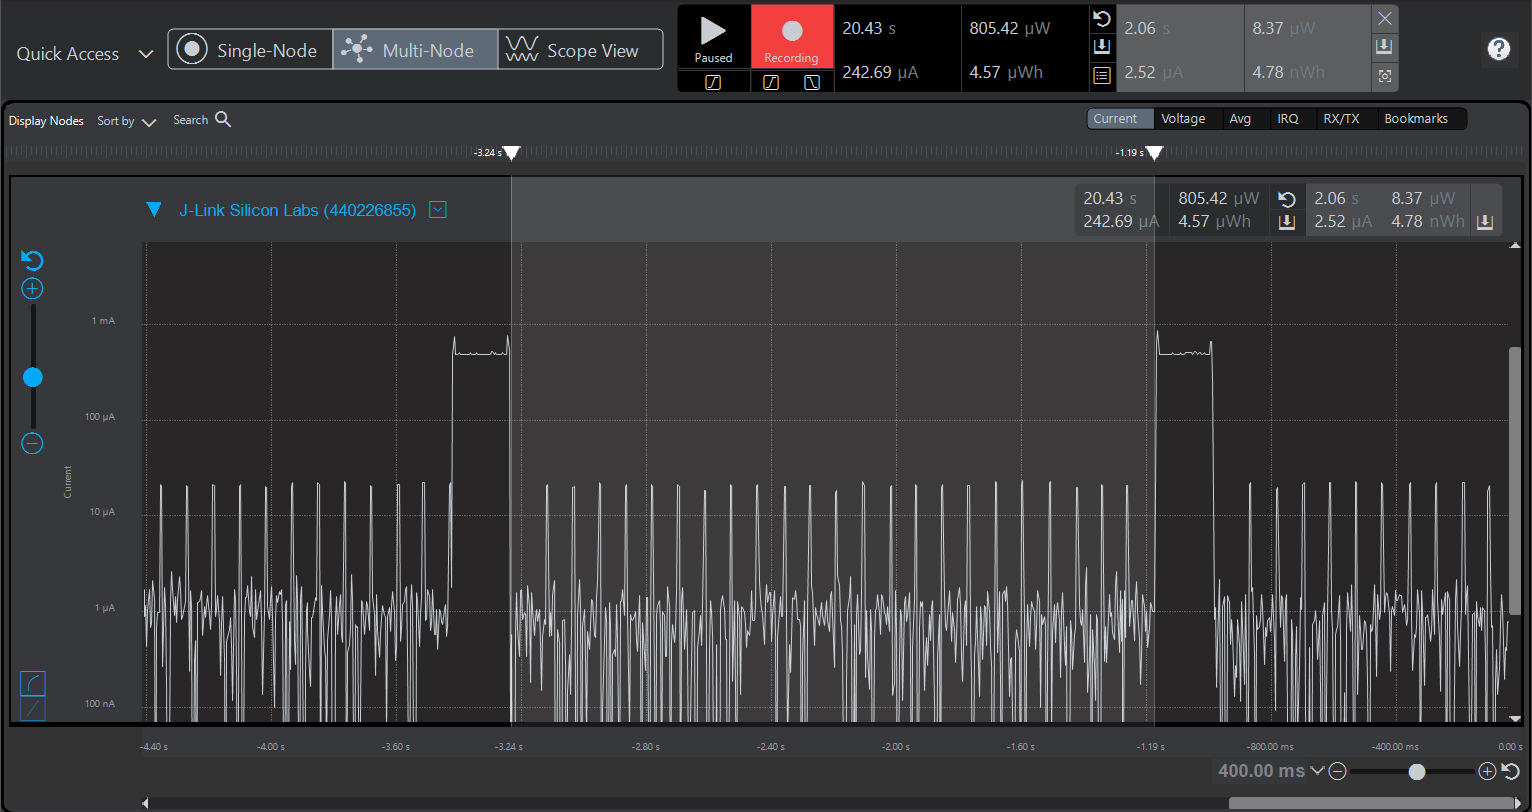 Quick Access
Single-Node
Multi-Node
Scope View
Paused
Recording
20.43 s
805.42 µW
242.69 µA
4.57 µWh
2.06 s
8.37 µW
2.52 µA
4.78 nWh
?
Display Nodes Sort by Search
Current Voltage Avg IRQ RX/TX Bookmarks
-3.24 s
-1.19 s
J-Link Silicon Labs (440226855)
20.43 s 805.42 µW 2.06 s 8.37 µW
242.69 µA 4.57 µWh 2.52 µA 4.78 nWh
1 mA
100 µA
10 µA
1 µA
100 nA
Current
-4.40 s -4.00 s -3.60 s -3.24 s -2.80 s -2.40 s -2.00 s -1.60 s -1.19 s -800.00 ms -400.00 ms 0.00 s
400.00 ms